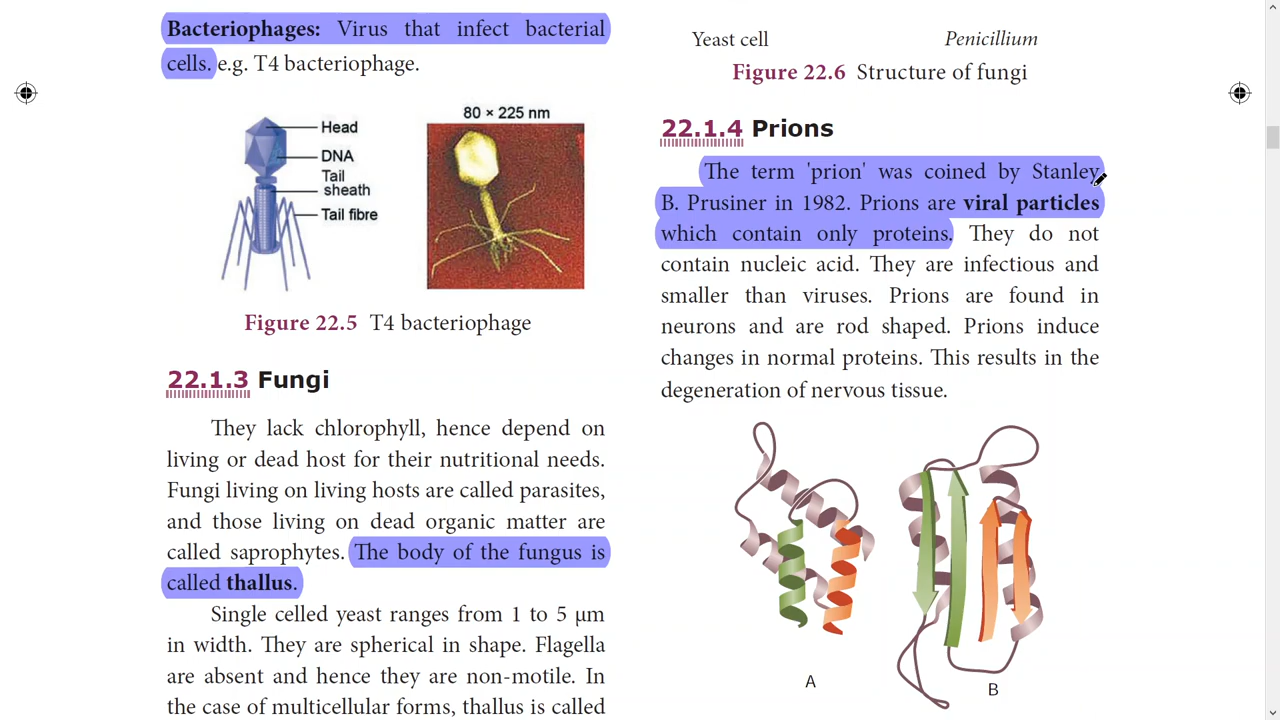 Bacteriophages: Virus that infect bacterial
cells. e.g. T4 bacteriophage.
Head
DNA
Tail
sheath
Tail fibre
80 × 225 nm
Figure 22.5 T4 bacteriophage
22.1.3 Fungi
They lack chlorophyll, hence depend on
living or dead host for their nutritional needs.
Fungi living on living hosts are called parasites,
and those living on dead organic matter are
called saprophytes. The body of the fungus is
called thallus.
Single celled yeast ranges from 1 to 5 µm
in width. They are spherical in shape. Flagella
are absent and hence they are non-motile. In
the case of multicellular forms, thallus is called
Yeast cell
Penicillium
Figure 22.6 Structure of fungi
22.1.4 Prions
The term 'prion' was coined by Stanley
B. Prusiner in 1982. Prions are viral particles
which contain only proteins. They do not
contain nucleic acid. They are infectious and
smaller than viruses. Prions are found in
neurons and are rod shaped. Prions induce
changes in normal proteins. This results in the
degeneration of nervous tissue.
A
B